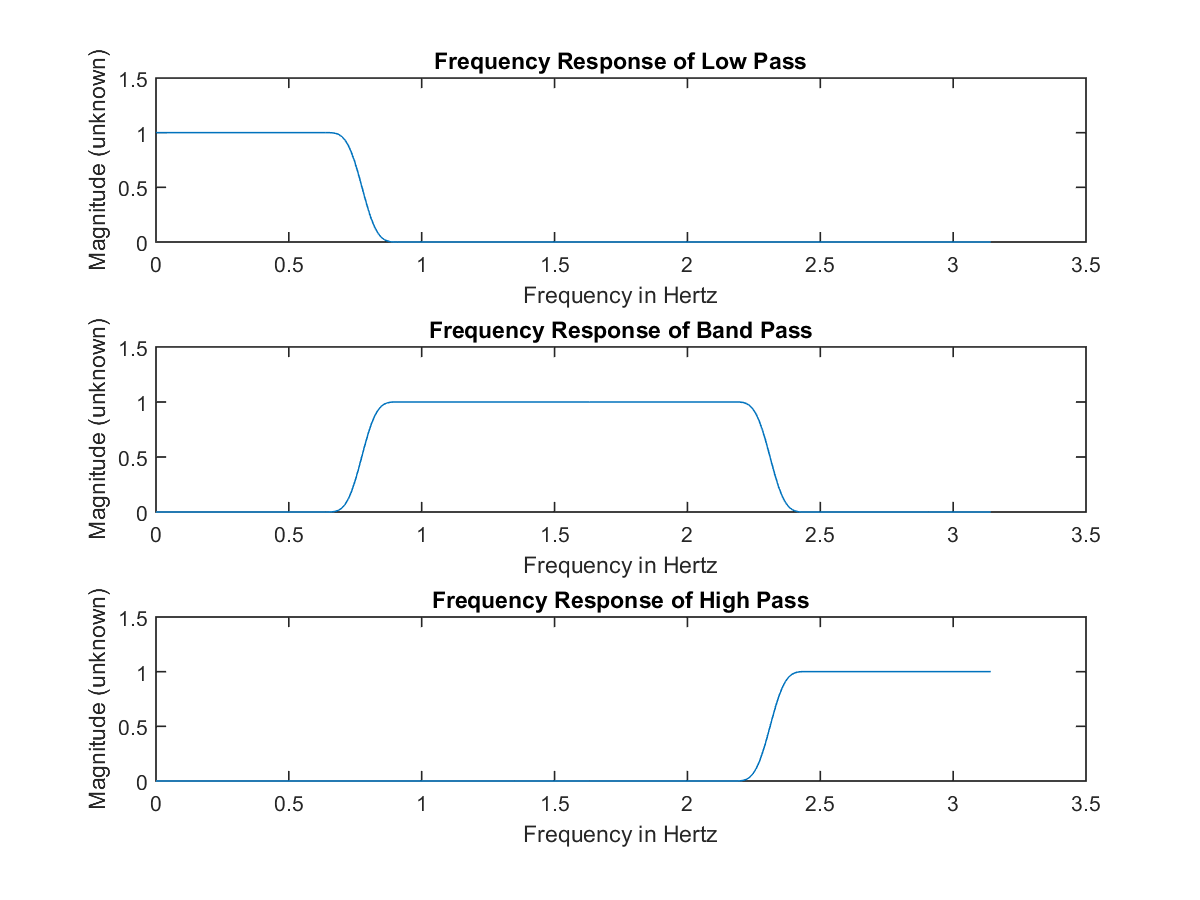 Frequency Response of Low Pass
Magnitude (unknown)
1.5
1
0.5
0
0 0.5 1 1.5 2 2.5 3 3.5
Frequency in Hertz
Frequency Response of Band Pass
Magnitude (unknown)
1.5
1
0.5
0
0 0.5 1 1.5 2 2.5 3 3.5
Frequency in Hertz
Frequency Response of High Pass
Magnitude (unknown)
1.5
1
0.5
0
0 0.5 1 1.5 2 2.5 3 3.5
Frequency in Hertz